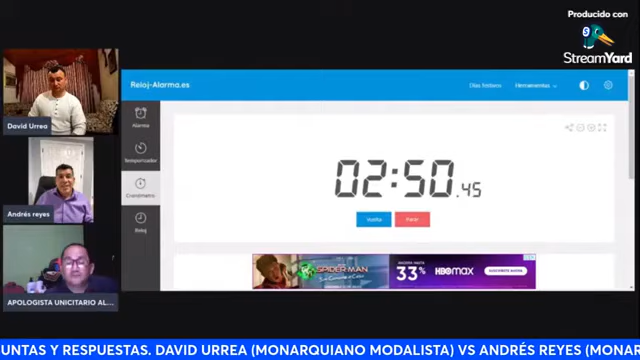 Producido con
StreamYard
Reloj-Alarma.es
Días festivos
Herramientas
David Urrea
Alarma
Temporizador
Cronómetro
Reloj
02:50.45
Vuelta
Parar
Andrés reyes
SPIDER-MAN
33%
HBOMAX
APOLOGISTA UNICITARIO AL...
UNTAS Y RESPUESTAS. DAVID URREA (MONARQUIANO MODALISTA) VS ANDRÉS REYES (MONAR